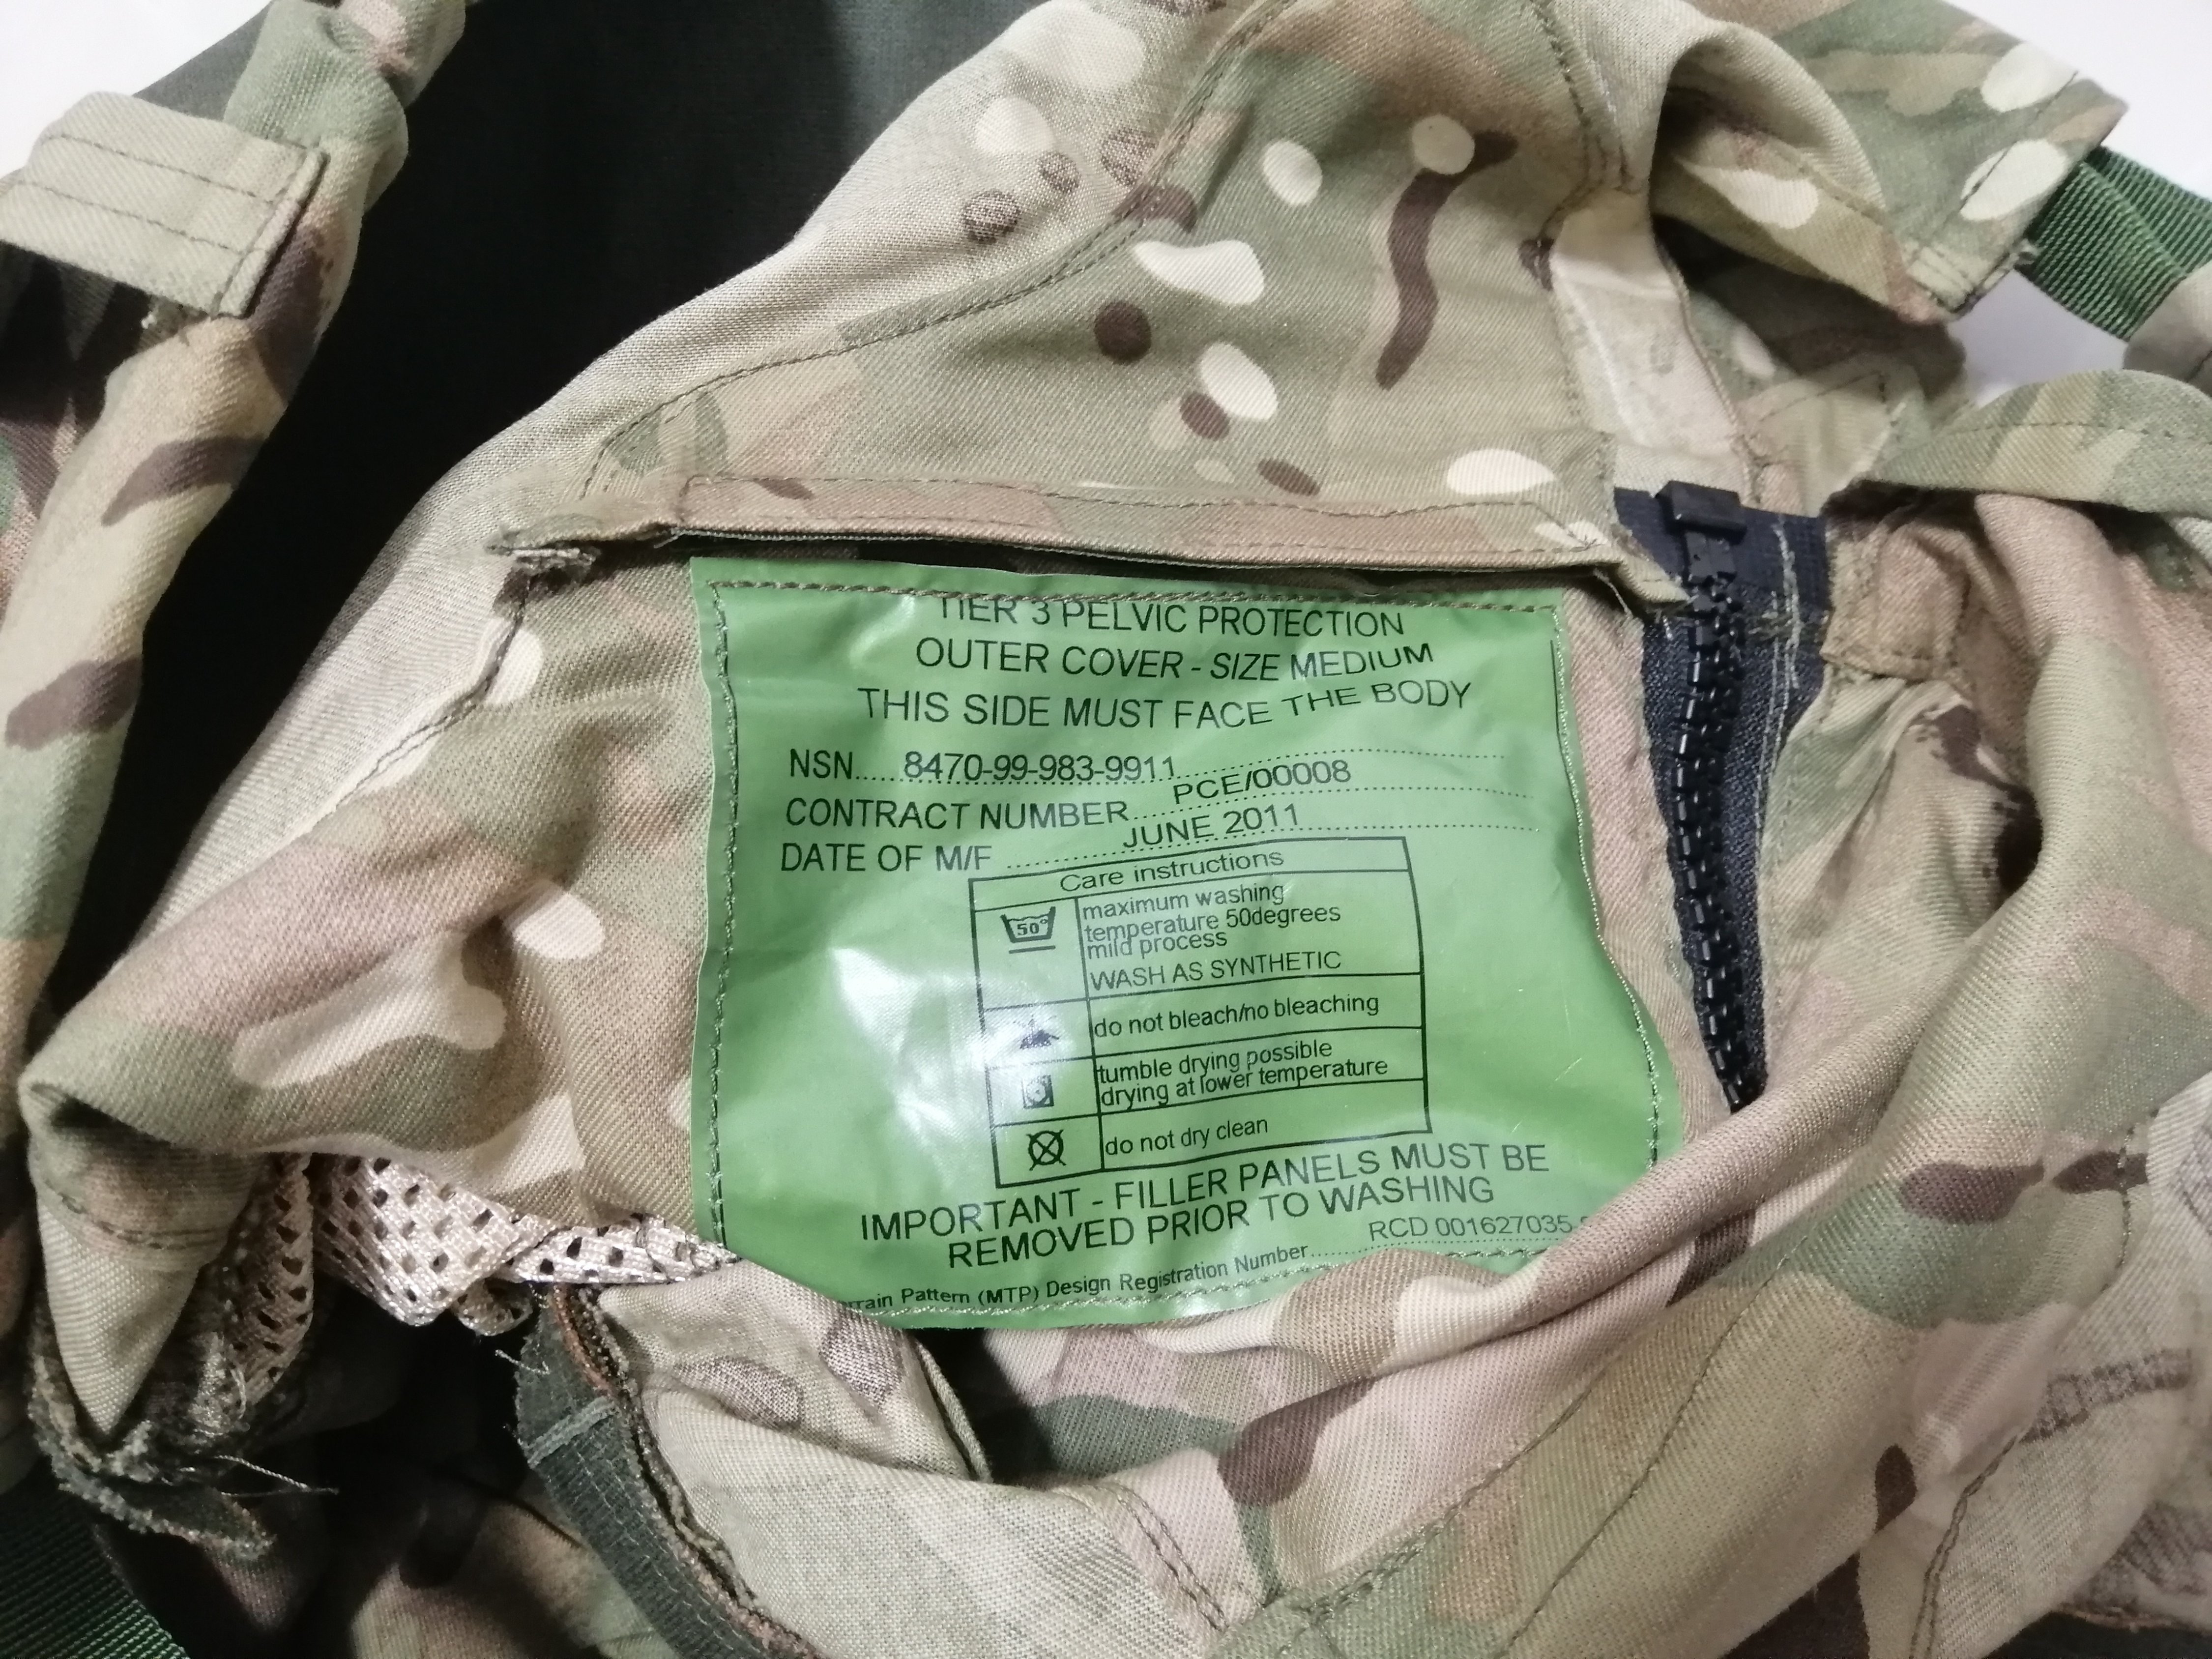 TIER 3 PELVIC PROTECTION
OUTER COVER - SIZE MEDIUM
THIS SIDE MUST FACE THE BODY
NSN..... 8470-99-983-9911
CONTRACT NUMBER.... PCE/00008
DATE OF M/F ........... JUNE 2011
Care instructions
50°
maximum washing
temperature 50degrees
mild process
WASH AS SYNTHETIC
do not bleach/no bleaching
tumble drying possible
drying at lower temperature
do not dry clean
IMPORTANT - FILLER PANELS MUST BE
REMOVED PRIOR TO WASHING
Pattern (MTP) Design Registration Number.......... RCD 001627035